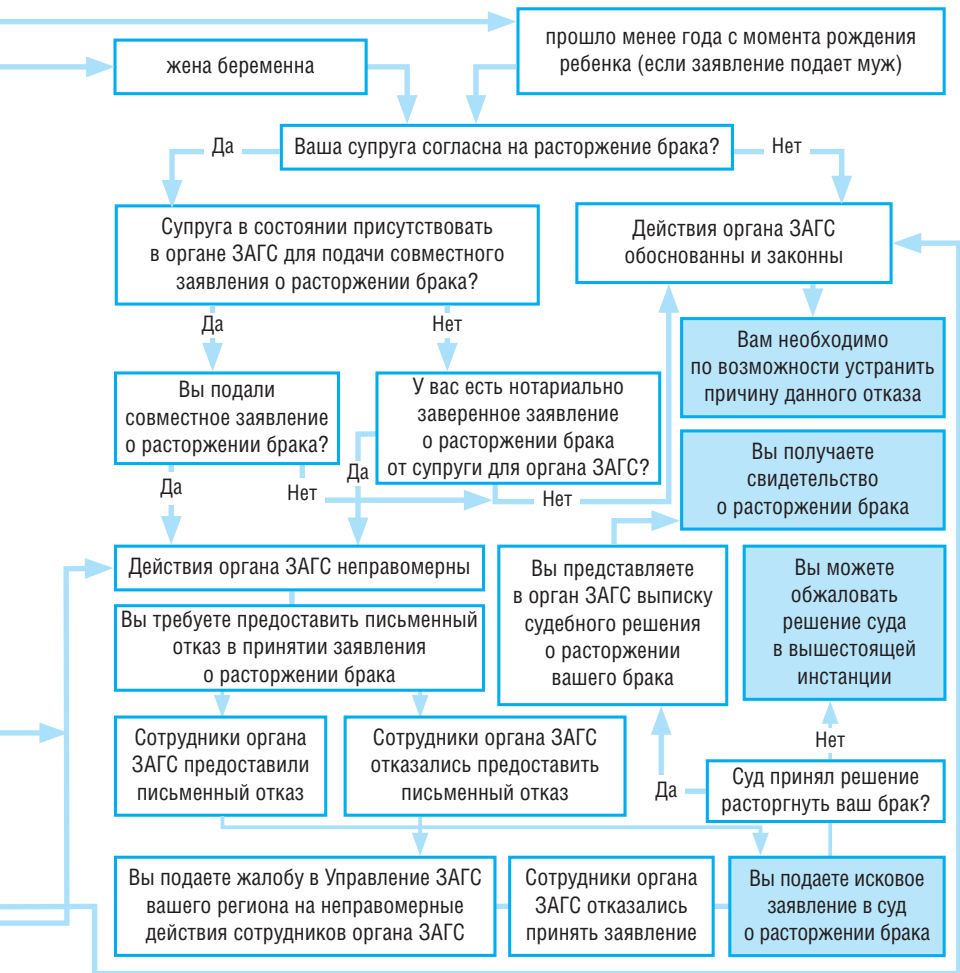 прошло менее года с момента рождения
ребенка (если заявление подает муж)
жена беременна
Да
Ваша супруга согласна на расторжение брака?
Нет
Супруга в состоянии присутствовать
в органе ЗАГС для подачи совместного
заявления о расторжении брака?
Действия органа ЗАГС
обоснованны и законны
Да
Нет
Вам необходимо
по возможности устранить
причину данного отказа
Вы подали
совместное заявление
о расторжении брака?
У вас есть нотариально
заверенное заявление
о расторжении брака
от супруги для органа ЗАГС?
Вы получаете
свидетельство
о расторжении брака
Да
Нет
Да
Нет
Действия органа ЗАГС неправомерны
Вы представляете
в орган ЗАГС выписку
судебного решения
о расторжении
вашего брака
Вы можете
обжаловать
решение суда
в вышестоящей
инстанции
Вы требуете предоставить письменный
отказ в принятии заявления
о расторжении брака
Сотрудники органа
ЗАГС предоставили
письменный отказ
Сотрудники органа ЗАГС
отказались предоставить
письменный отказ
Да
Нет
Суд принял решение
расторгнуть ваш брак?
Вы подаете жалобу в Управление ЗАГС
вашего региона на неправомерные
действия сотрудников органа ЗАГС
Сотрудники органа
ЗАГС отказались
принять заявление
Вы подаете исковое
заявление в суд
о расторжении брака